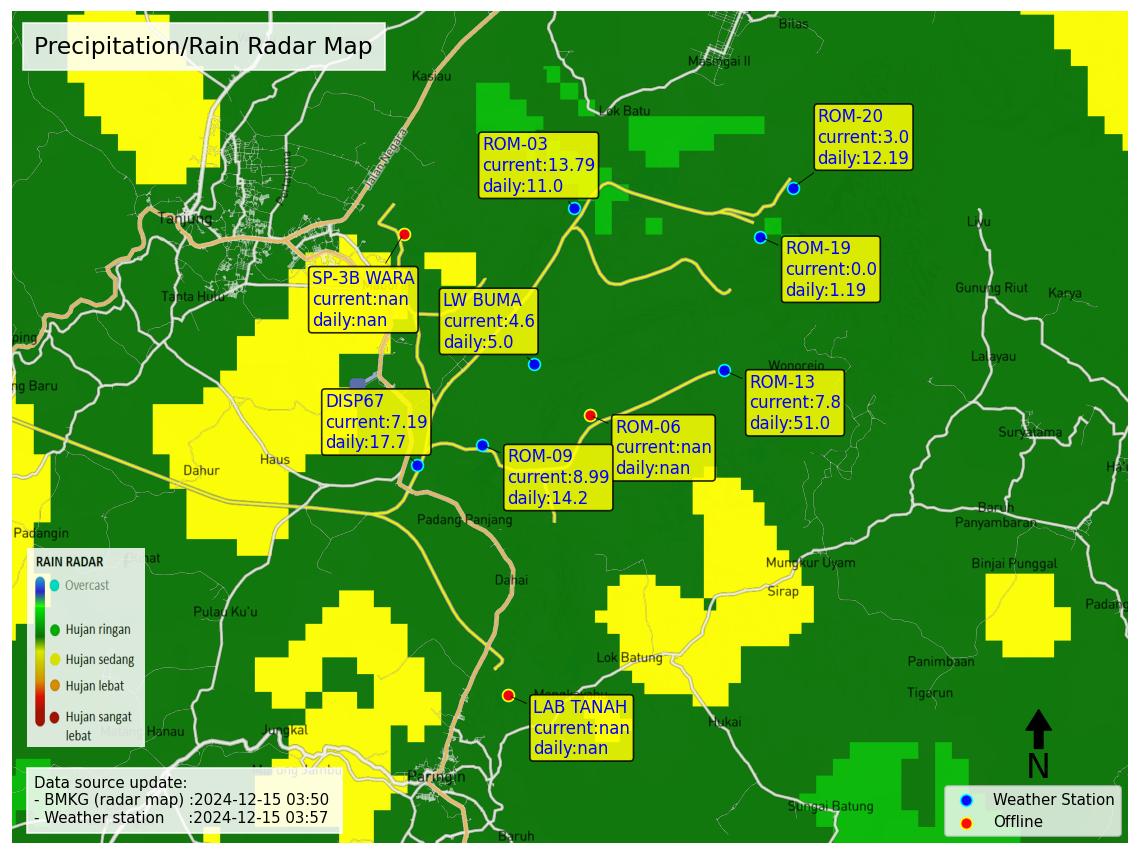 Precipitation/Rain Radar Map
Bilas
Masingai II
Kasiau
Lok Batu
Jalan Negara
ROM-20
current:3.0
daily:12.19
ROM-03
current:13.79
daily:11.0
Tanjung
Liyu
ROM-19
current:0.0
daily:1.19
SP-3B WARA
current:nan
daily:nan
Tanta Hulu
LW BUMA
current:4.6
daily:5.0
Gunung Riut
Karya
ping
Lalayau
Wonorejo
ng Baru
ROM-13
current:7.8
daily:51.0
DISP67
current:7.19
daily:17.7
ROM-06
current:nan
daily:nan
Suryatama
ROM-09
current:8.99
daily:14.2
Haus
Dahur
Ha
Baruh
Panyambaran
Padang Panjang
Padangin
Mungkur Uyam
Binjai Punggal
Sirap
Dahai
Padang
Pulau Ku'u
RAIN RADAR
Overcast
Hujan ringan
Hujan sedang
Hujan lebat
Hujan sangat
lebat
Lok Batung
Panimbaan
Tigarun
LAB TANAH
current:nan
daily:nan
Hukai
Jungkal
Hanau
Murung Jambu
Paringin
N
Data source update:
- BMKG (radar map) :2024-12-15 03:50
- Weather station :2024-12-15 03:57
Sungai Batung
Baruh
Weather Station
Offline